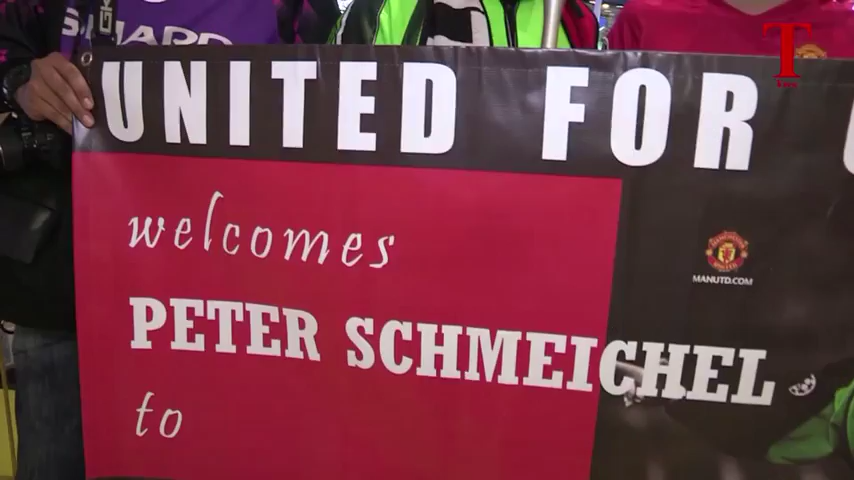 UNITED FOR
welcomes
PETER SCHMEICHEL
to
MANUTD.COM
T